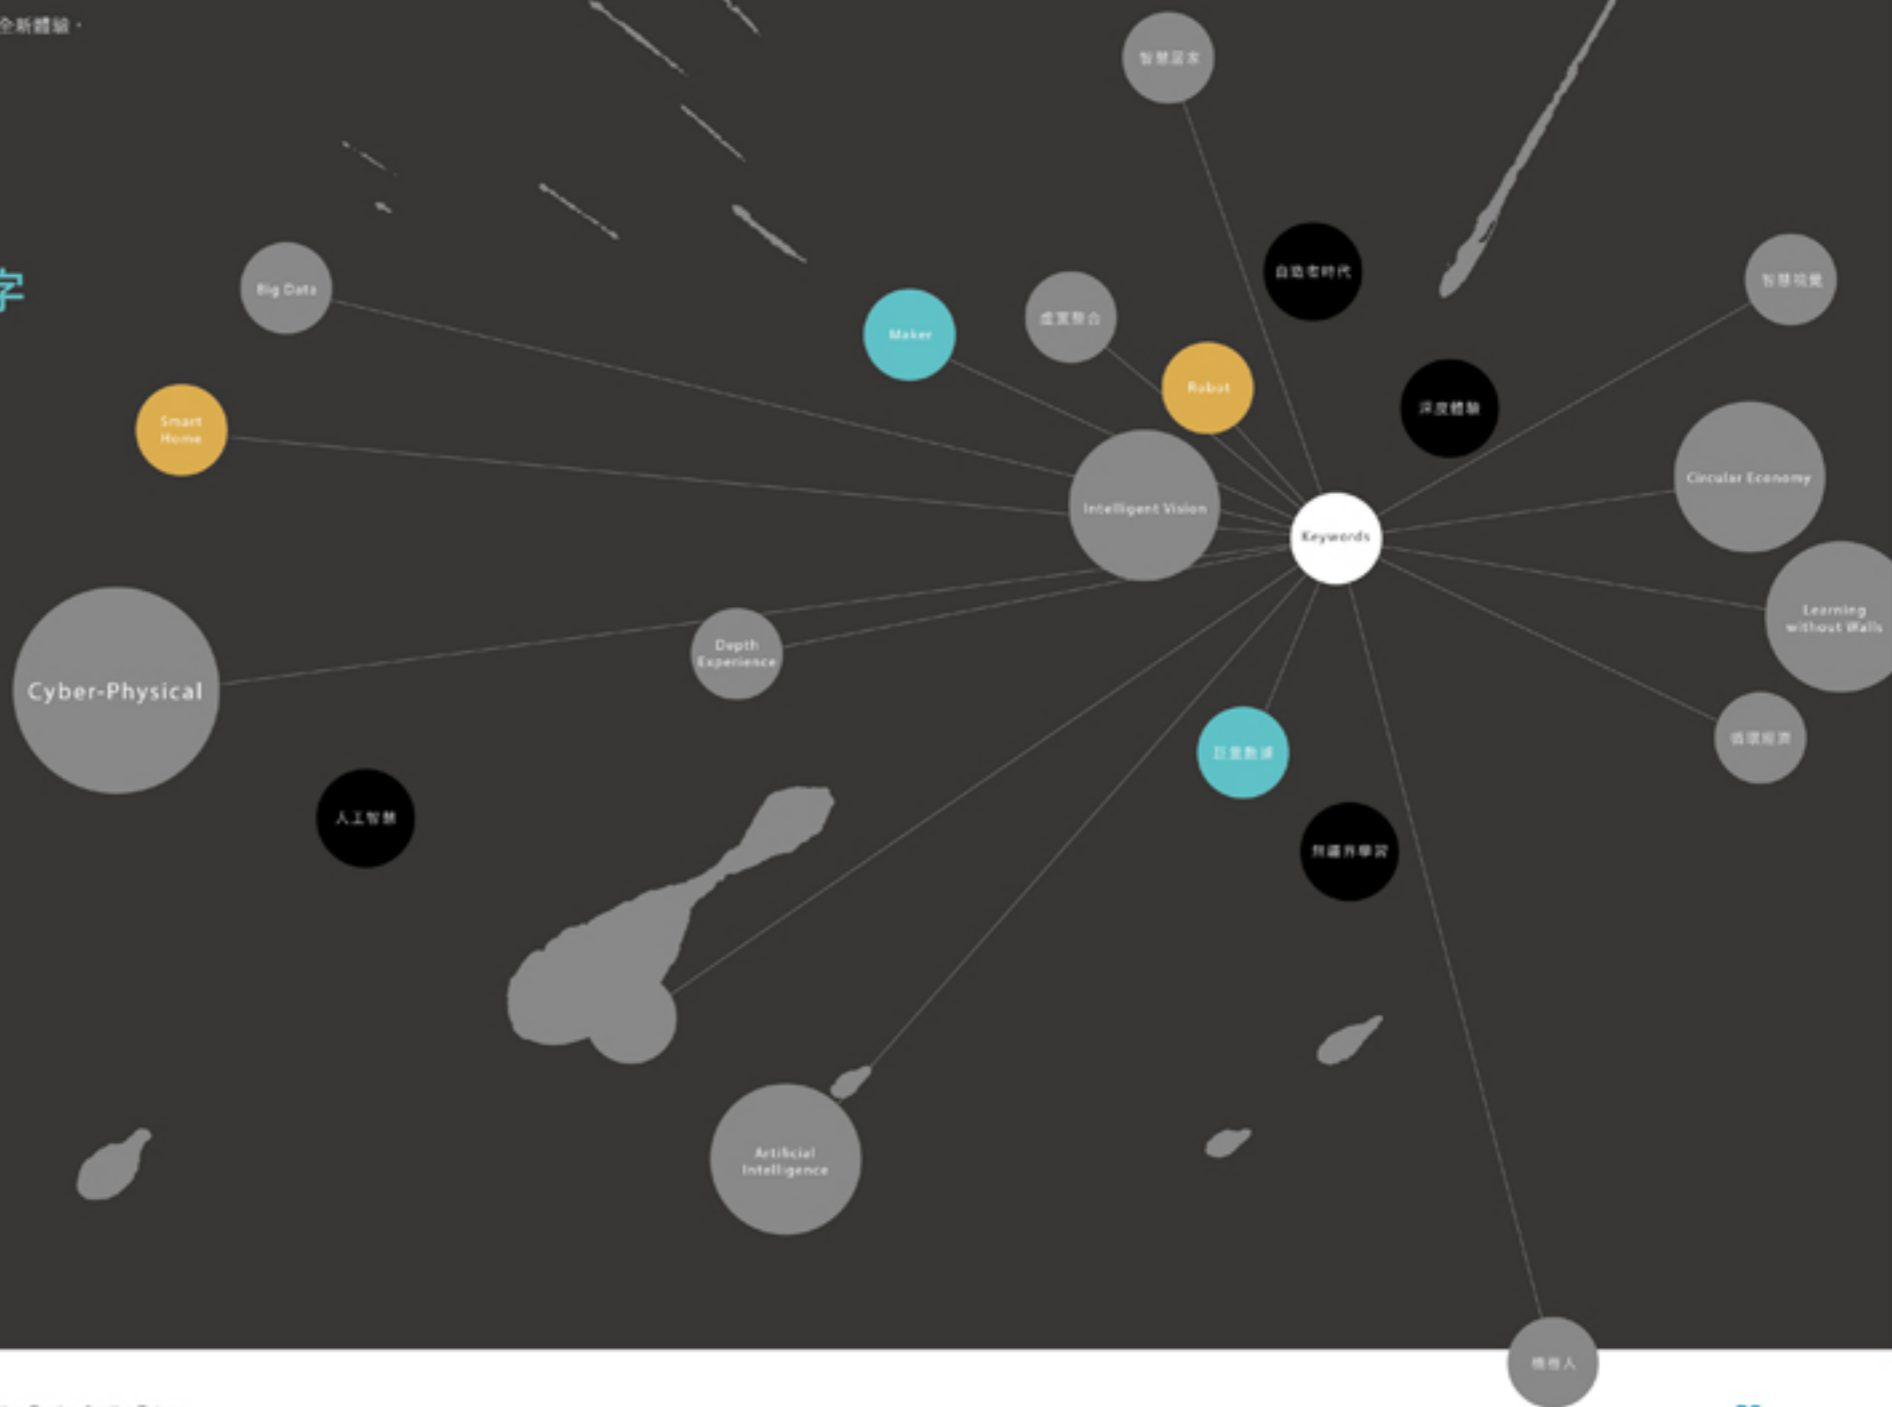 全新體驗。
智慧居家
自造者時代
字
智慧視覺
Big Data
虛實整合
Maker
Robot
深度體驗
Smart
Home
Circular Economy
Intelligent Vision
Keywords
Learning
without Walls
Depth
Experience
Cyber-Physical
循環經濟
巨量數據
人工智慧
無疆界學習
Artificial
Intelligence
機器人